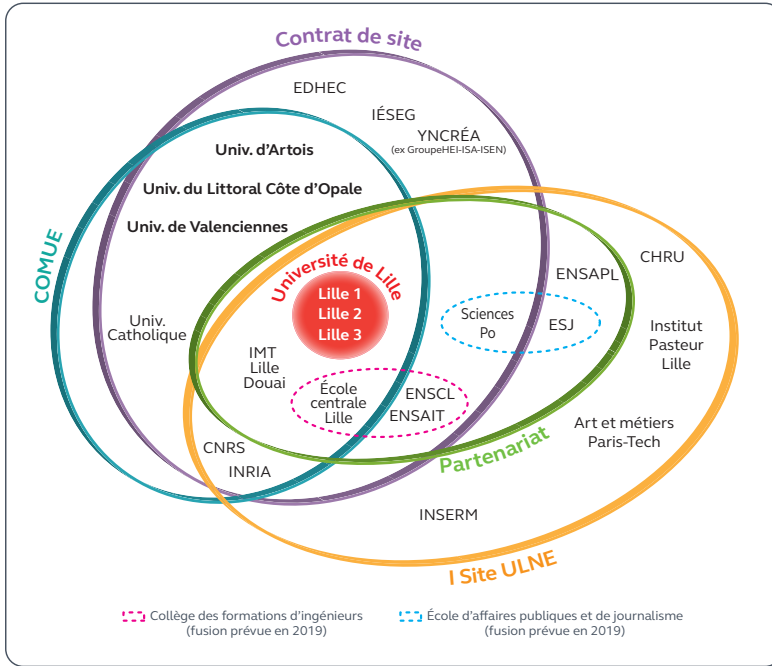 Contrat de site
EDHEC
IÉSEG
YNCRÉA
(ex GroupeHEI-ISA-ISEN)
Univ. d'Artois
Univ. du Littoral Côte d'Opale
Univ. de Valenciennes
COMUE
Université de Lille
Lille 1
Lille 2
Lille 3
ENSAPL
CHRU
Sciences
Po
ESJ
Univ.
Catholique
Institut
Pasteur
Lille
IMT
Lille
Douai
École
centrale
Lille
ENSCL
ENSAIT
Art et métiers
Paris-Tech
Partenariat
CNRS
INRIA
INSERM
I Site ULNE
Collège des formations d'ingénieurs
(fusion prévue en 2019)
École d'affaires publiques et de journalisme
(fusion prévue en 2019)